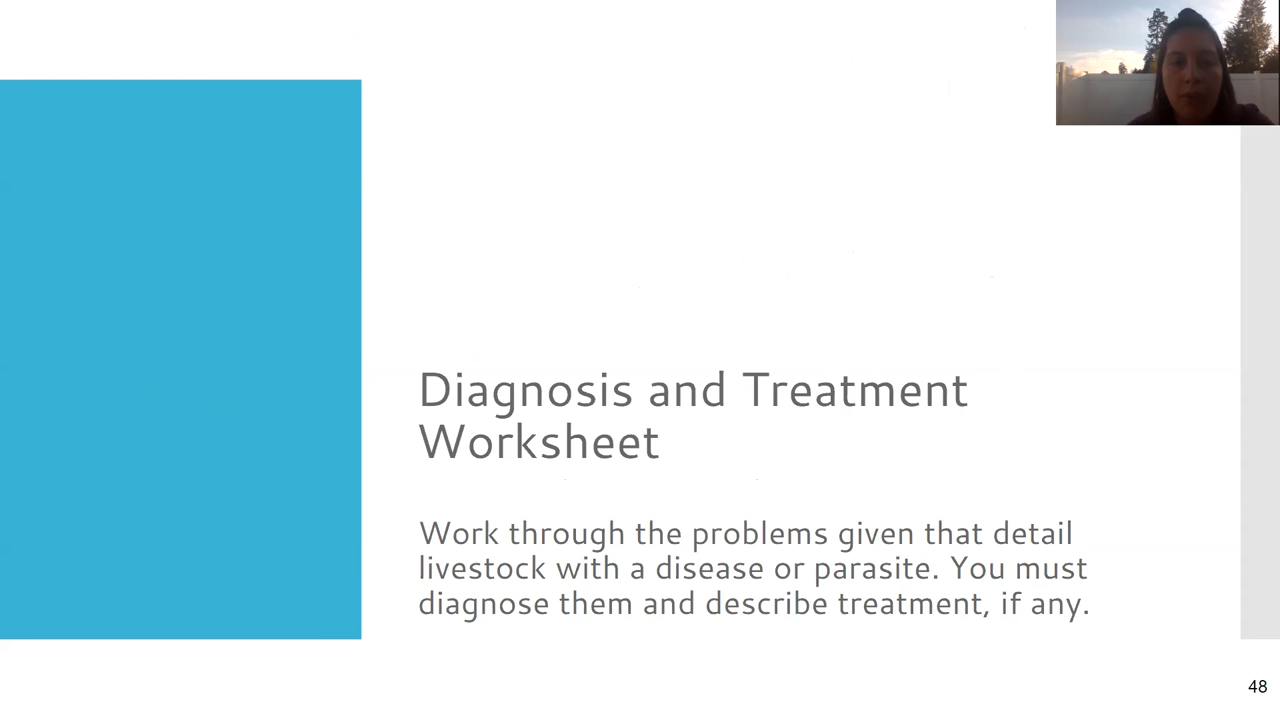 Diagnosis and Treatment
Worksheet
Work through the problems given that detail
livestock with a disease or parasite. You must
diagnose them and describe treatment, if any.
48